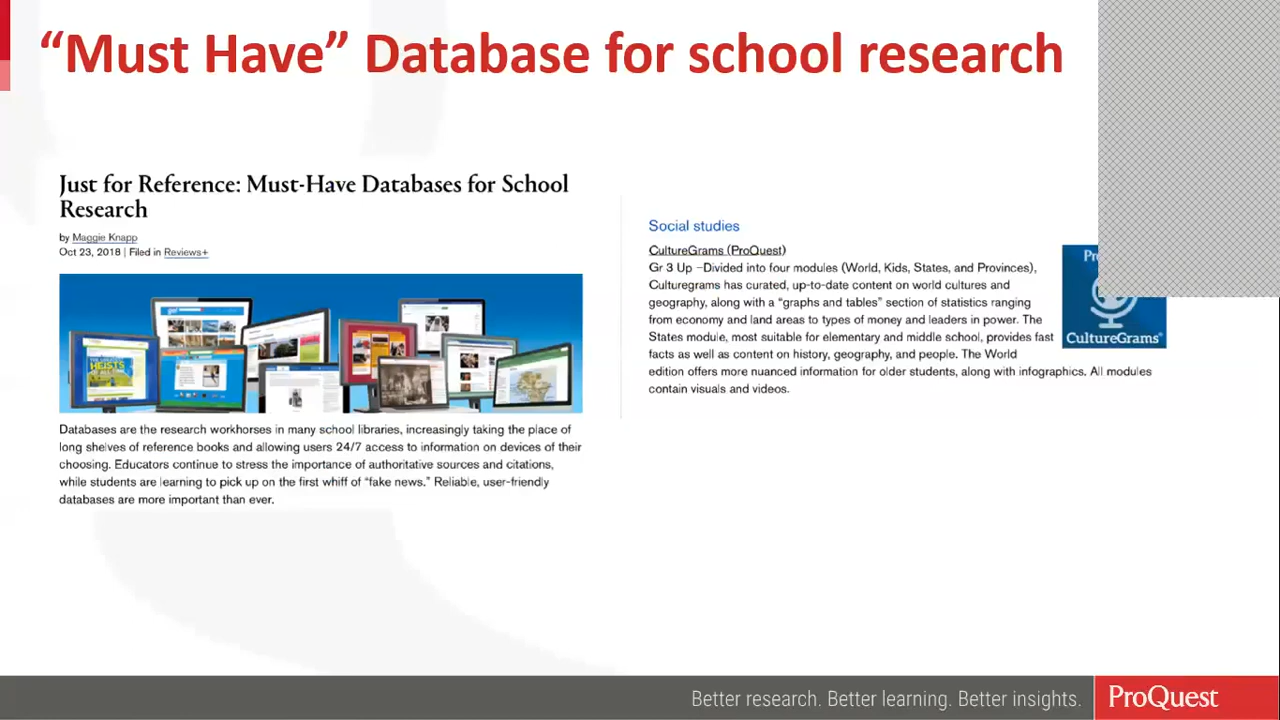 “Must Have” Database for school research
Just for Reference: Must-Have Databases for School
Research
by Maggie Knapp
Oct 23, 2018 | Filed in Reviews+
Databases are the research workhorses in many school libraries, increasingly taking the place of
long shelves of reference books and allowing users 24/7 access to information on devices of their
choosing. Educators continue to stress the importance of authoritative sources and citations,
while students are learning to pick up on the first whiff of “fake news.” Reliable, user-friendly
databases are more important than ever.
Social studies
CultureGrams (ProQuest)
Gr 3 Up –Divided into four modules (World, Kids, States, and Provinces),
Culturegrams has curated, up-to-date content on world cultures and
geography, along with a “graphs and tables” section of statistics ranging
from economy and land areas to types of money and leaders in power. The
States module, most suitable for elementary and middle school, provides fast
facts as well as content on history, geography, and people. The World
edition offers more nuanced information for older students, along with infographics. All modules
contain visuals and videos.
CultureGrams®
Better research. Better learning. Better insights.
ProQuest